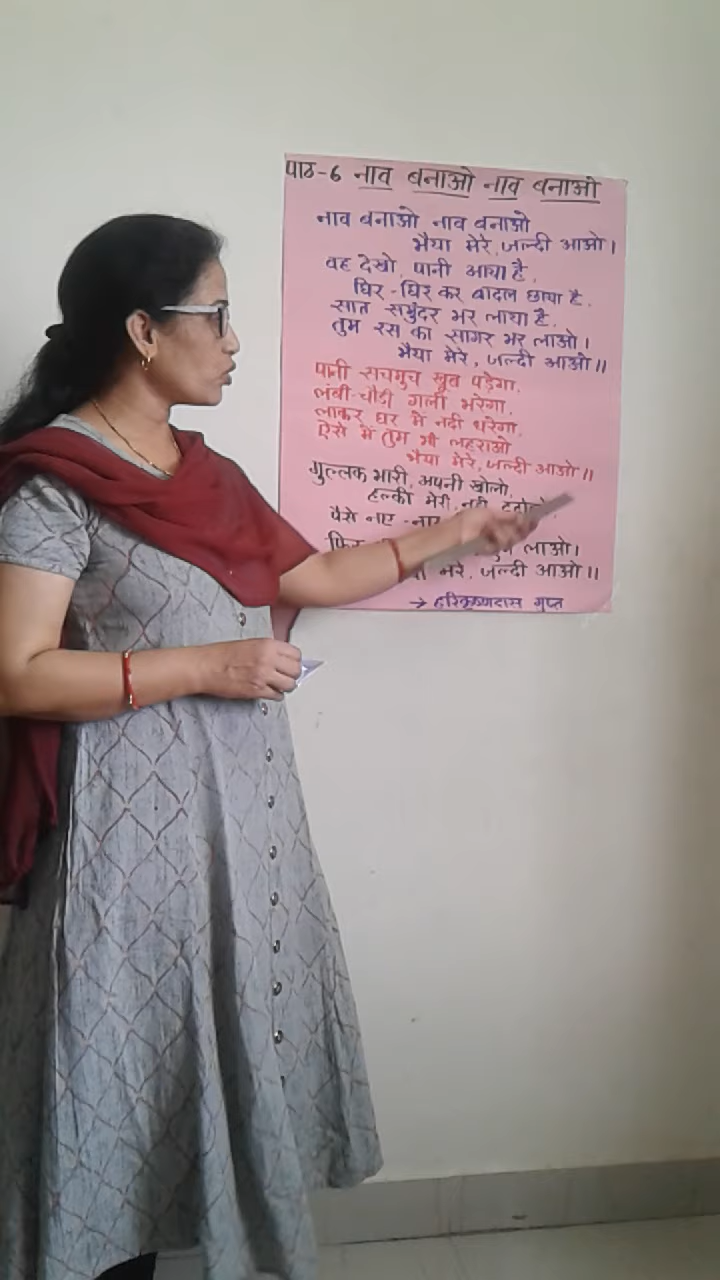 पाठ-6 नाव बनाओ नाव बनाओ
नाव बनाओ नाव बनाओ
भैया मेरे, जल्दी आओ।
वह देखो, पानी आया है,
घिर-घिर कर बादल छाया है,
सात समुंदर भर लाया है,
तुम रस का सागर भर लाओ।
भैया मेरे, जल्दी आओ॥
पानी सचमुच खूब पड़ेगा,
लंबी-चौड़ी गली भरेगा,
लाकर घर में नदी धरेगा,
ऐसे में तुम भी लहराओ
भैया मेरे, जल्दी आओ॥
गुल्लक भारी, अपनी खोलो,
हल्की मेरी, नहीं
पैसे नए
लाओ।
मेरे, जल्दी आओ॥
→ हरिकृष्णदास गुप्त